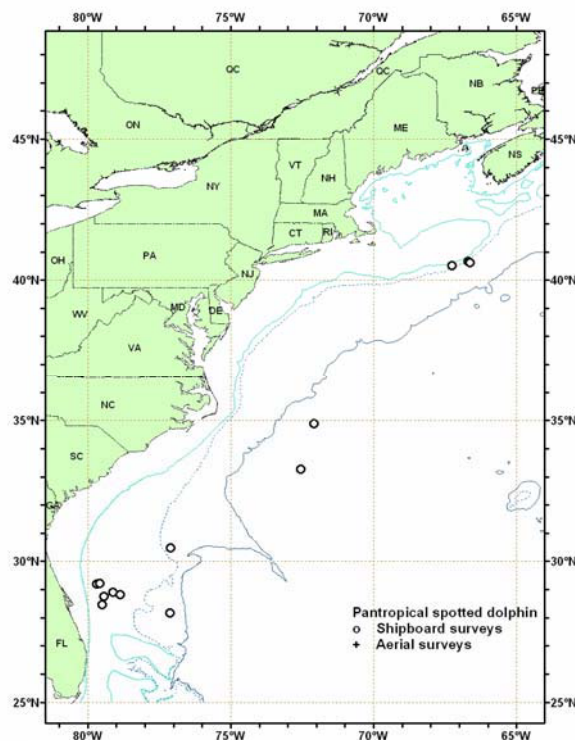 80°W 75°W 70°W 65°W
QC QC NB PE
ON
45°N ME 45°N
NS
VT
NH
NY
MA
CT RI
PA
OH NJ
40°N 40°N
MD DE
WV
VA
NC
35°N 35°N
SC
GA
30°N 30°N
Pantropical spotted dolphin
Shipboard surveys
FL
Aerial surveys
25°N 25°N
80°W 75°W 70°W 65°W